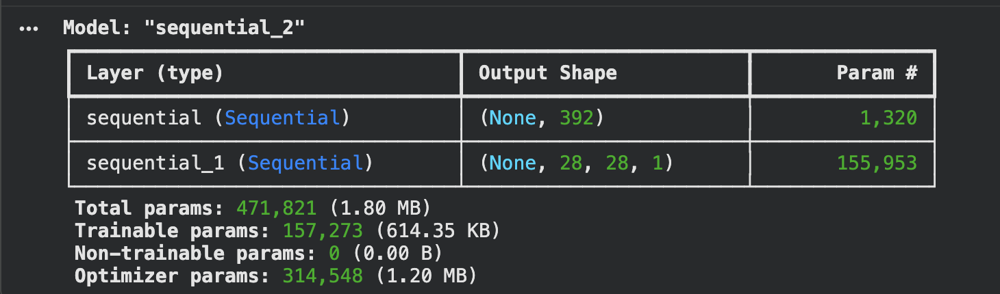 ... Model: "sequential_2"
Layer (type) Output Shape Param #
sequential (Sequential) (None, 392) 1,320
sequential_1 (Sequential) (None, 28, 28, 1) 155,953
Total params: 471,821 (1.80 MB)
Trainable params: 157,273 (614.35 KB)
Non-trainable params: 0 (0.00 B)
Optimizer params: 314,548 (1.20 MB)